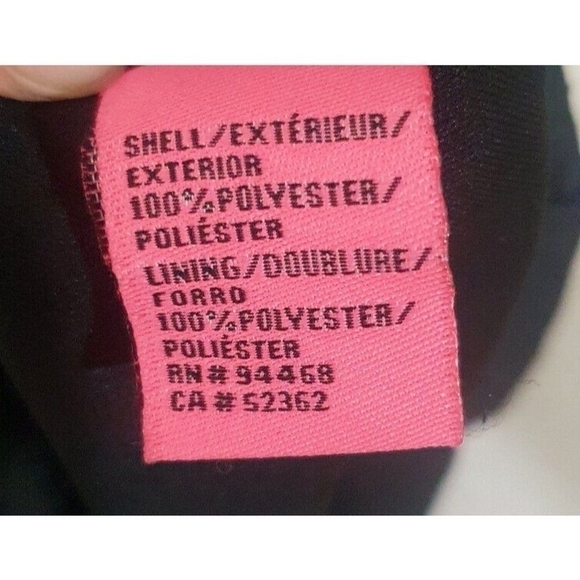 SHELL/EXTÉRIEUR/
EXTERIOR
100% POLYESTER/
POLIÉSTER
LINING/DOUBLURE/
FORRO
100% POLYESTER/
POLIÉSTER
RN# 94468
CA# 52362